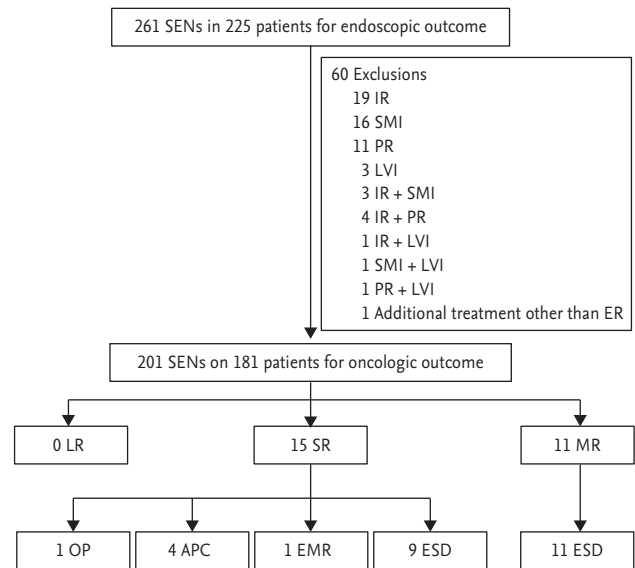 261 SENs in 225 patients for endoscopic outcome
60 Exclusions
19 IR
16 SMI
11 PR
3 LVI
3 IR + SMI
4 IR + PR
1 IR + LVI
1 SMI + LVI
1 PR + LVI
1 Additional treatment other than ER
201 SENs on 181 patients for oncologic outcome
0 LR
15 SR
11 MR
1 OP
4 APC
1 EMR
9 ESD
11 ESD